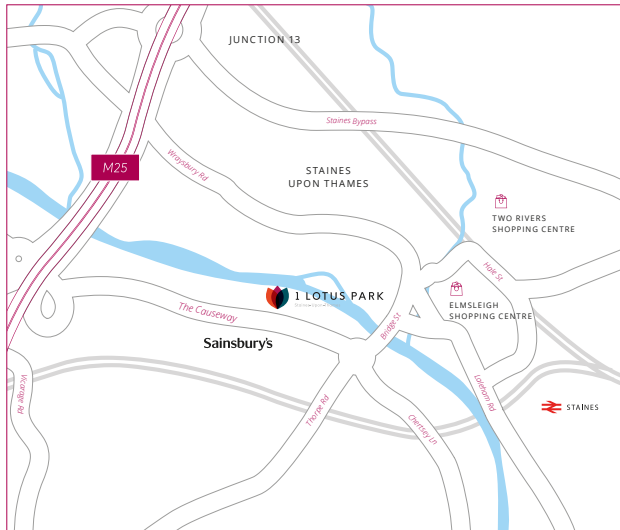 JUNCTION 13
Staines Bypass
Wraysbury Rd
M25
STAINES
UPON THAMES
TWO RIVERS
SHOPPING CENTRE
Hale St
1 LOTUS PARK
ELMSLEIGH
SHOPPING CENTRE
The Causeway
Bridge St
Sainsbury's
Vicarage Rd
Thorpe Rd
Chertsey Ln
Laleham Rd
STAINES